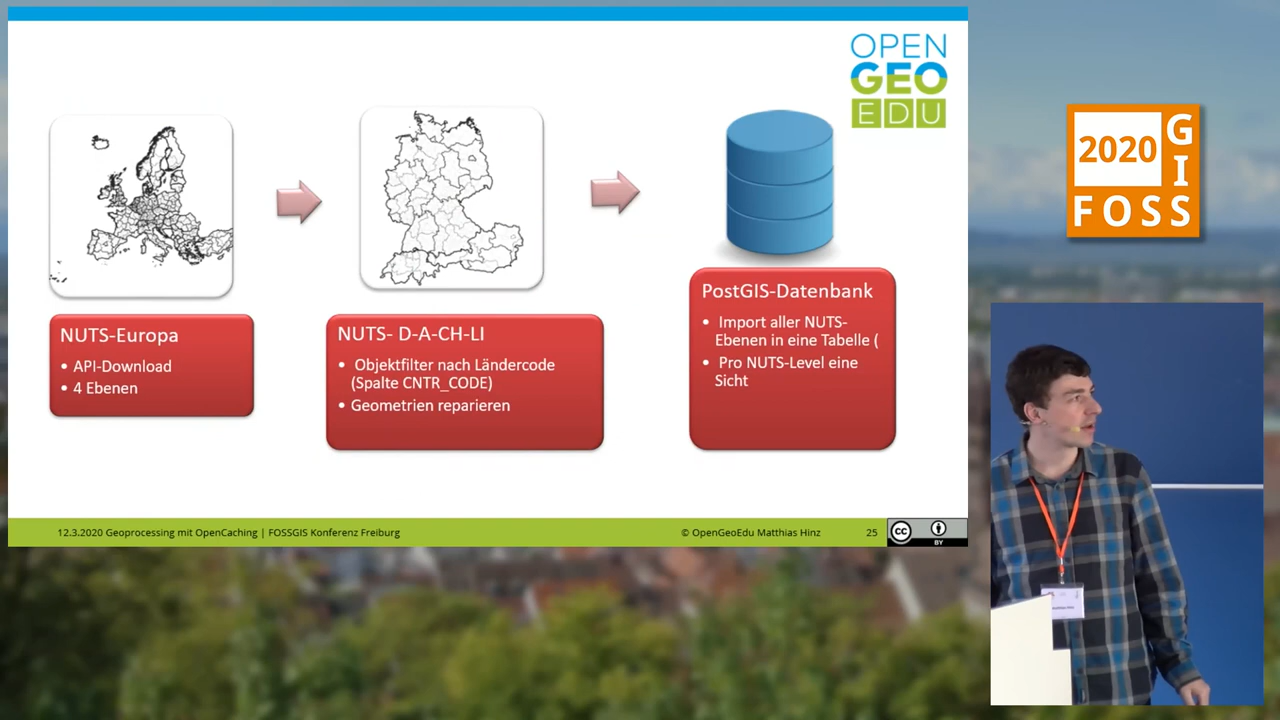 OPEN
GEO
EDU
NUTS-Europa
• API-Download
• 4 Ebenen
NUTS- D-A-CH-LI
• Objektfilter nach Ländercode
(Spalte CNTR_CODE)
• Geometrien reparieren
PostGIS-Datenbank
• Import aller NUTS-
Ebenen in eine Tabelle (
• Pro NUTS-Level eine
Sicht
12.3.2020 Geoprocessing mit OpenCaching | FOSSGIS Konferenz Freiburg
© OpenGeoEdu Matthias Hinz
25
cc
BY
2020
GIS
FOSS